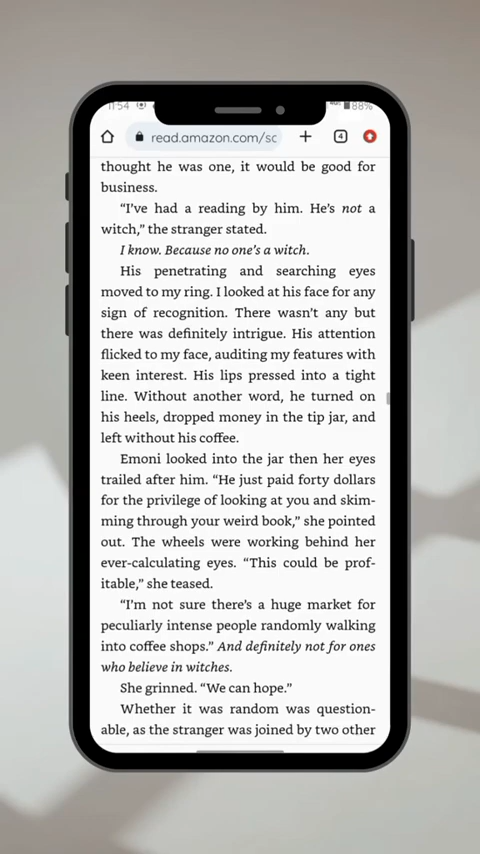 11:54
88%
read.amazon.com/sc
4
thought he was one, it would be good for
business.
“I’ve had a reading by him. He’s not a
witch,” the stranger stated.
I know. Because no one’s a witch.
His penetrating and searching eyes
moved to my ring. I looked at his face for any
sign of recognition. There wasn’t any but
there was definitely intrigue. His attention
flicked to my face, auditing my features with
keen interest. His lips pressed into a tight
line. Without another word, he turned on
his heels, dropped money in the tip jar, and
left without his coffee.
Emoni looked into the jar then her eyes
trailed after him. “He just paid forty dollars
for the privilege of looking at you and skim-
ming through your weird book,” she pointed
out. The wheels were working behind her
ever-calculating eyes. “This could be prof-
itable,” she teased.
“I’m not sure there’s a huge market for
peculiarly intense people randomly walking
into coffee shops.” And definitely not for ones
who believe in witches.
She grinned. “We can hope.”
Whether it was random was question-
able, as the stranger was joined by two other